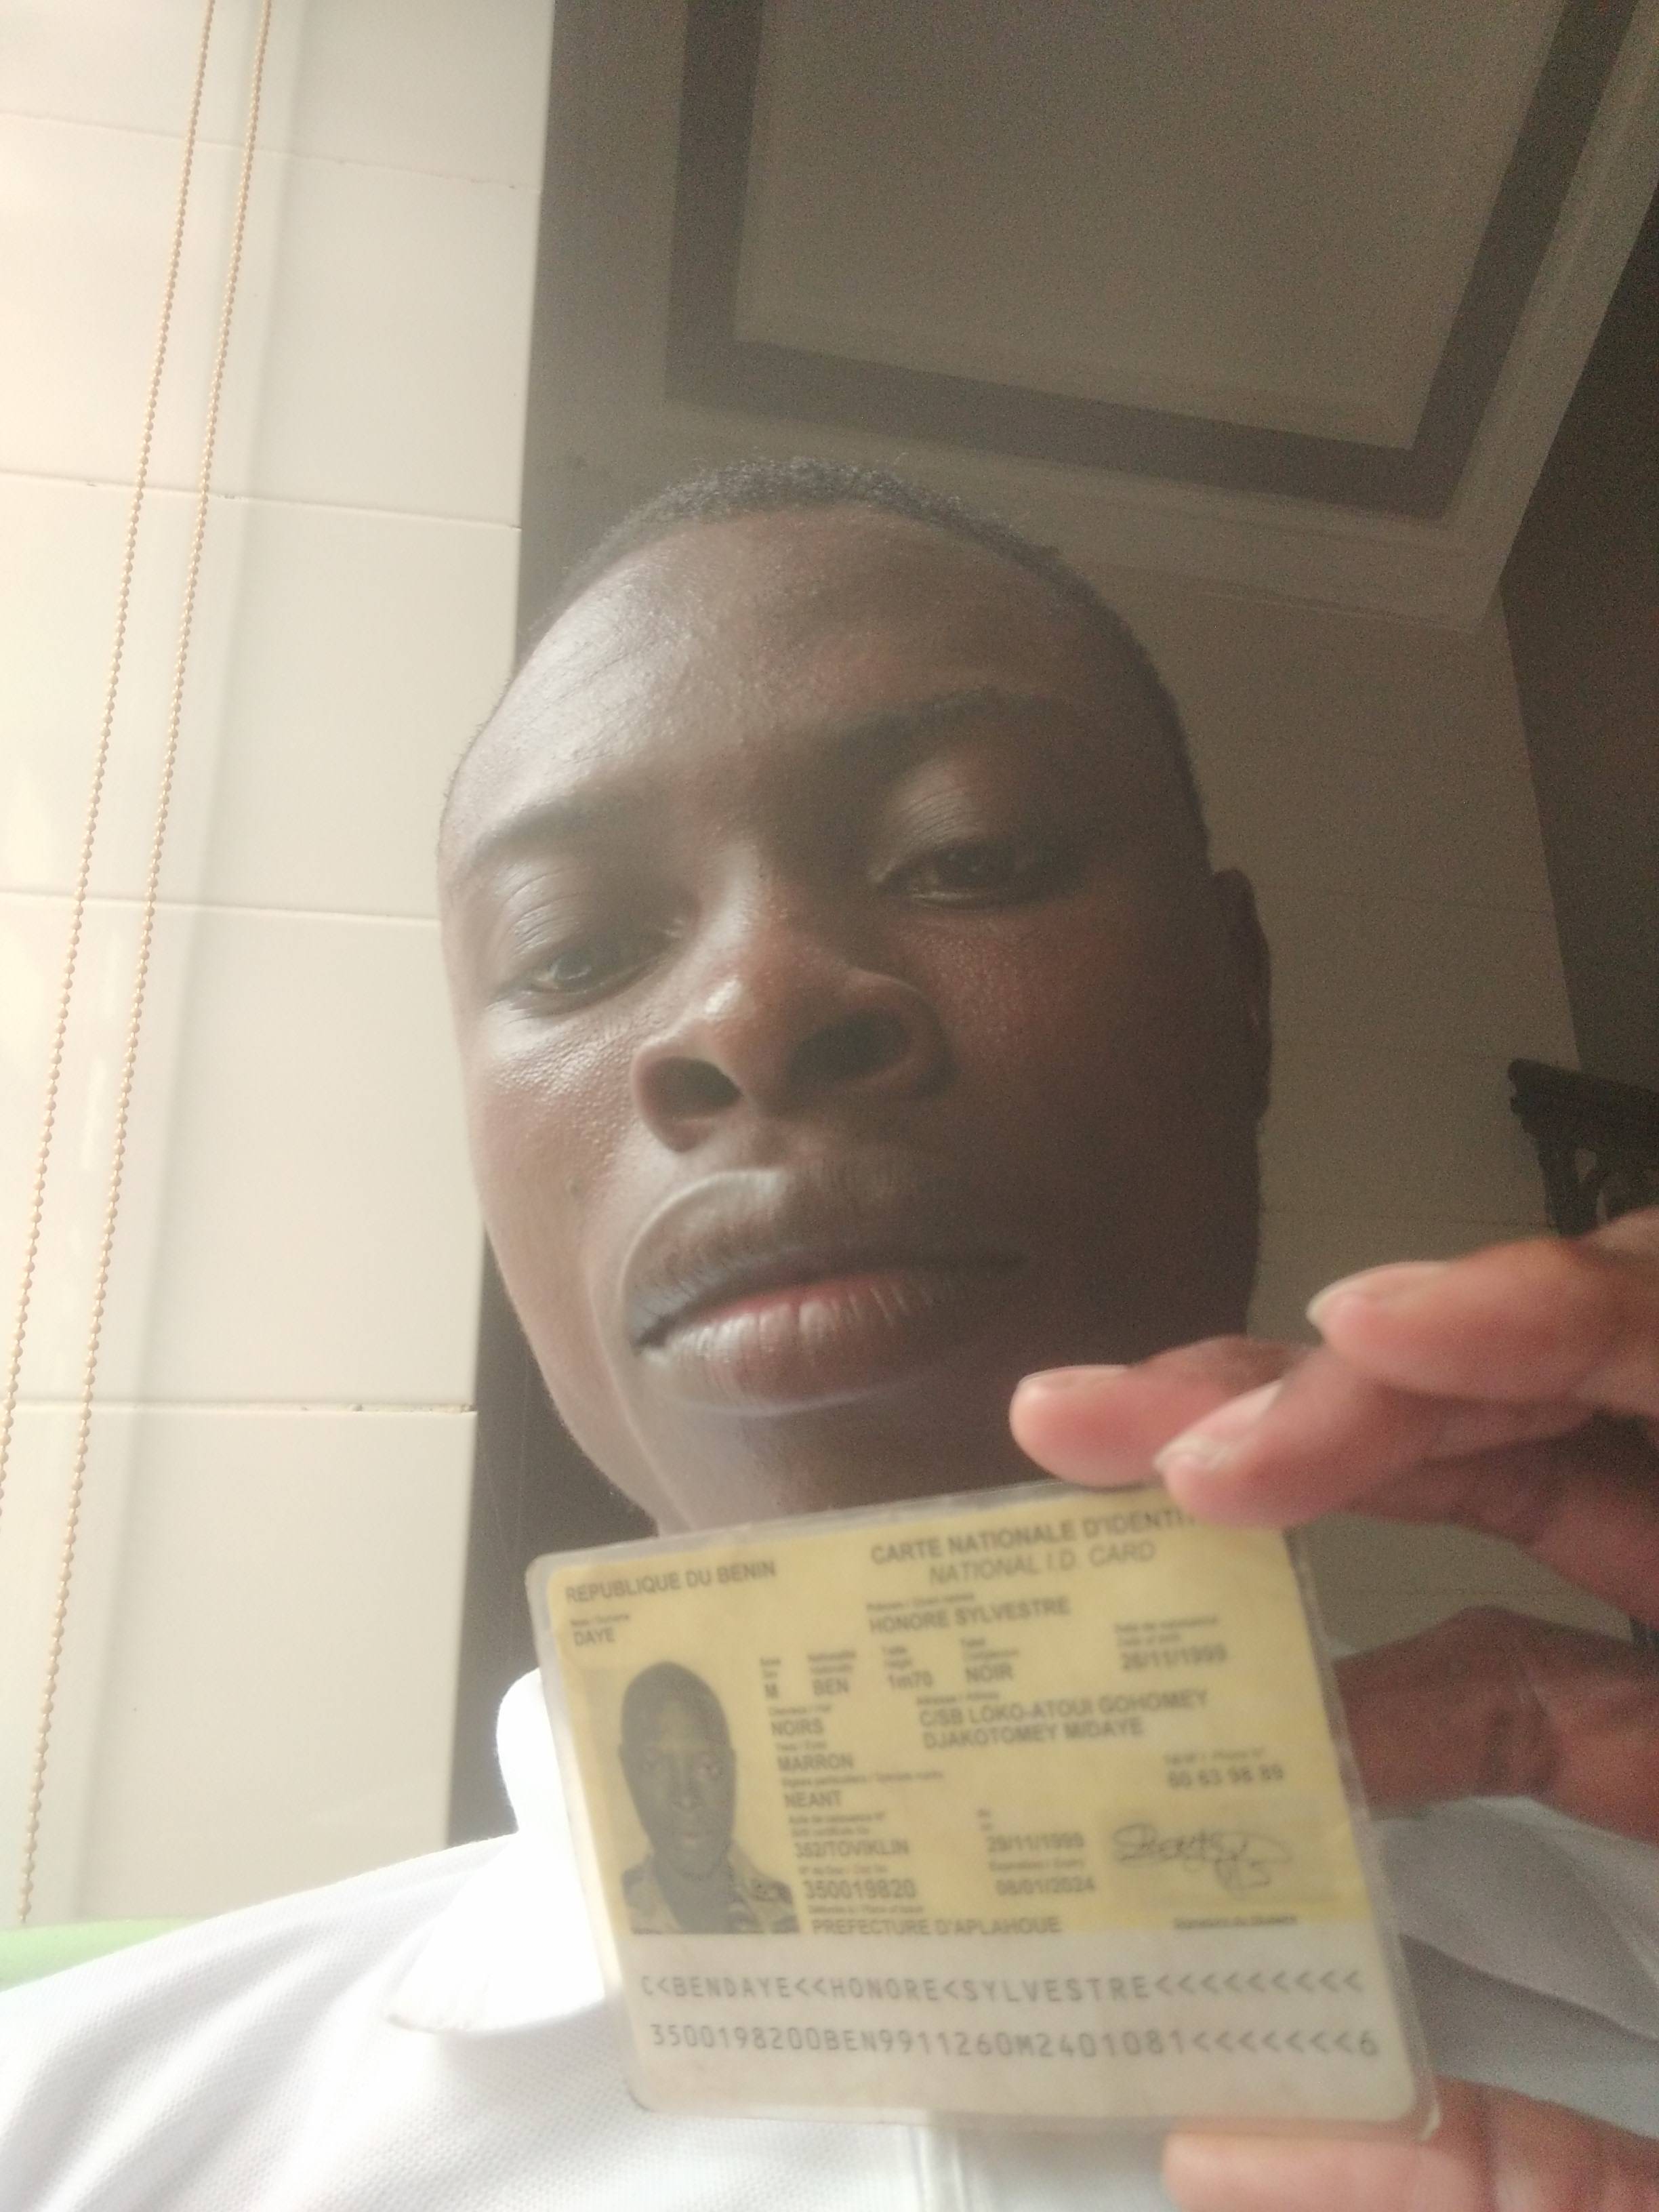 REPUBLIQUE DU BENIN
CARTE NATIONALE D'IDENTI
NATIONAL I.D. CARD
DAYE
HONORE SYLVESTRE
M BEN 1m70 NOIR 26/11/1999
NOIRS
C/SB LOKO-ATOUI GOHOMEY
DJAKOTOMEY M/DAYE
MARRON
60 63 98 89
NEANT
352/TOVIKLIN 29/11/1999
350019820 08/01/2024
PREFECTURE D'APLAHOUE
C<<BENDAYE<<HONORE<SYLVESTRE<<<<<<<<<
3500198200BEN9911260M2401081<<<<<<<6